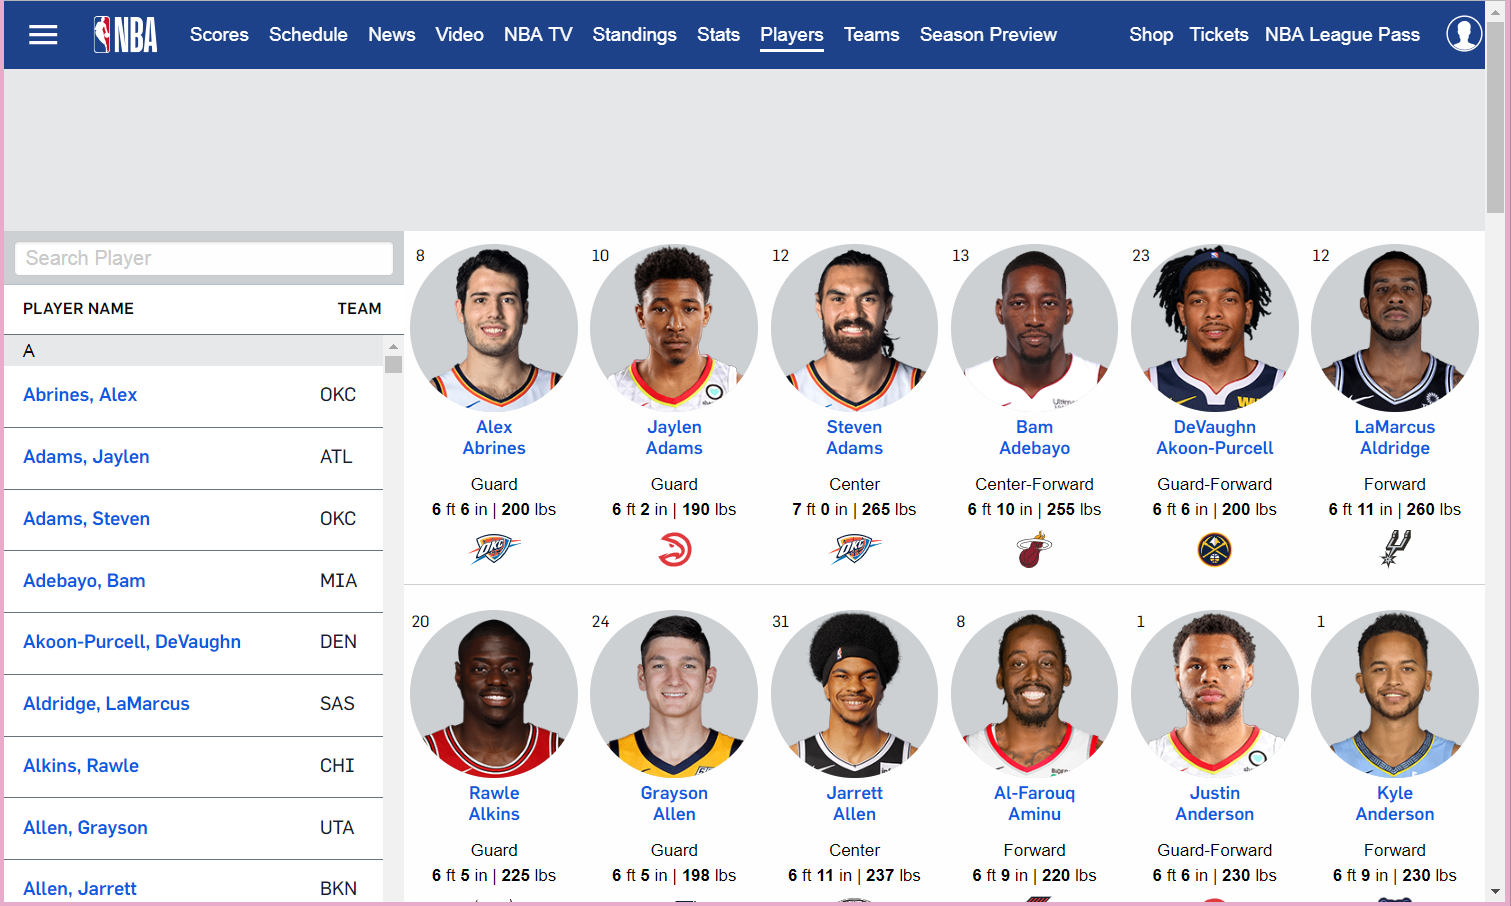 NBA Scores Schedule News Video NBA TV Standings Stats Players Teams Season Preview Shop Tickets NBA League Pass
Search Player
PLAYER NAME TEAM
A
Abrines, Alex OKC
Adams, Jaylen ATL
Adams, Steven OKC
Adebayo, Bam MIA
Akoon-Purcell, DeVaughn DEN
Aldridge, LaMarcus SAS
Alkins, Rawle CHI
Allen, Grayson UTA
Allen, Jarrett BKN
8
Alex
Abrines
Guard
6 ft 6 in | 200 lbs
OKC
10
Jaylen
Adams
Guard
6 ft 2 in | 190 lbs
12
Steven
Adams
Center
7 ft 0 in | 265 lbs
OKC
13
Bam
Adebayo
Center-Forward
6 ft 10 in | 255 lbs
23
DeVaughn
Akoon-Purcell
Guard-Forward
6 ft 6 in | 200 lbs
12
LaMarcus
Aldridge
Forward
6 ft 11 in | 260 lbs
20
Rawle
Alkins
Guard
6 ft 5 in | 225 lbs
24
Grayson
Allen
Guard
6 ft 5 in | 198 lbs
31
Jarrett
Allen
Center
6 ft 11 in | 237 lbs
8
Al-Farouq
Aminu
Forward
6 ft 9 in | 220 lbs
1
Justin
Anderson
Guard-Forward
6 ft 6 in | 230 lbs
1
Kyle
Anderson
Forward
6 ft 9 in | 230 lbs